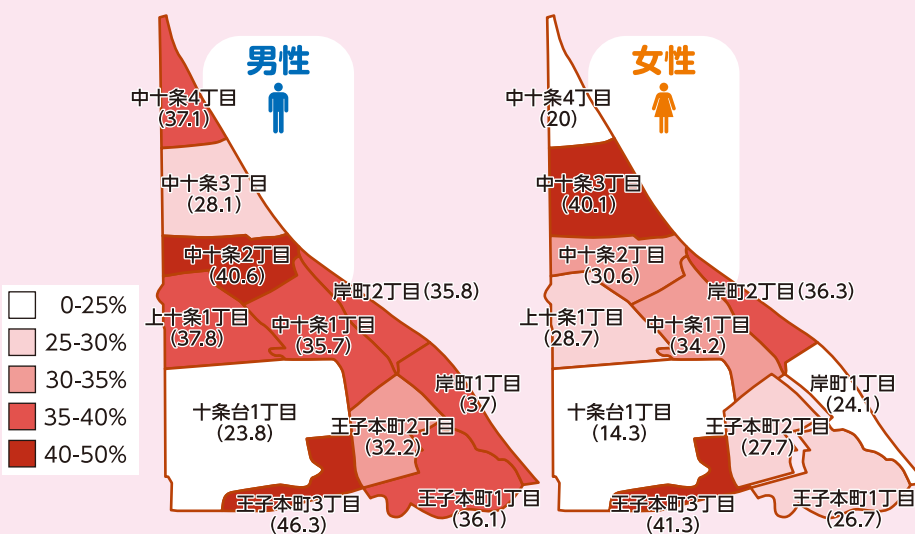 男性
中十条4丁目
(37.1)
中十条3丁目
(28.1)
中十条2丁目
(40.6)
岸町2丁目(35.8)
上十条1丁目
(37.8)
中十条1丁目
(35.7)
岸町1丁目
(37)
十条台1丁目
(23.8)
王子本町2丁目
(32.2)
王子本町3丁目
(46.3)
王子本町1丁目
(36.1)
女性
中十条4丁目
(20)
中十条3丁目
(40.1)
中十条2丁目
(30.6)
岸町2丁目(36.3)
上十条1丁目
(28.7)
中十条1丁目
(34.2)
岸町1丁目
(24.1)
十条台1丁目
(14.3)
王子本町2丁目
(27.7)
王子本町3丁目
(41.3)
王子本町1丁目
(26.7)
0-25%
25-30%
30-35%
35-40%
40-50%